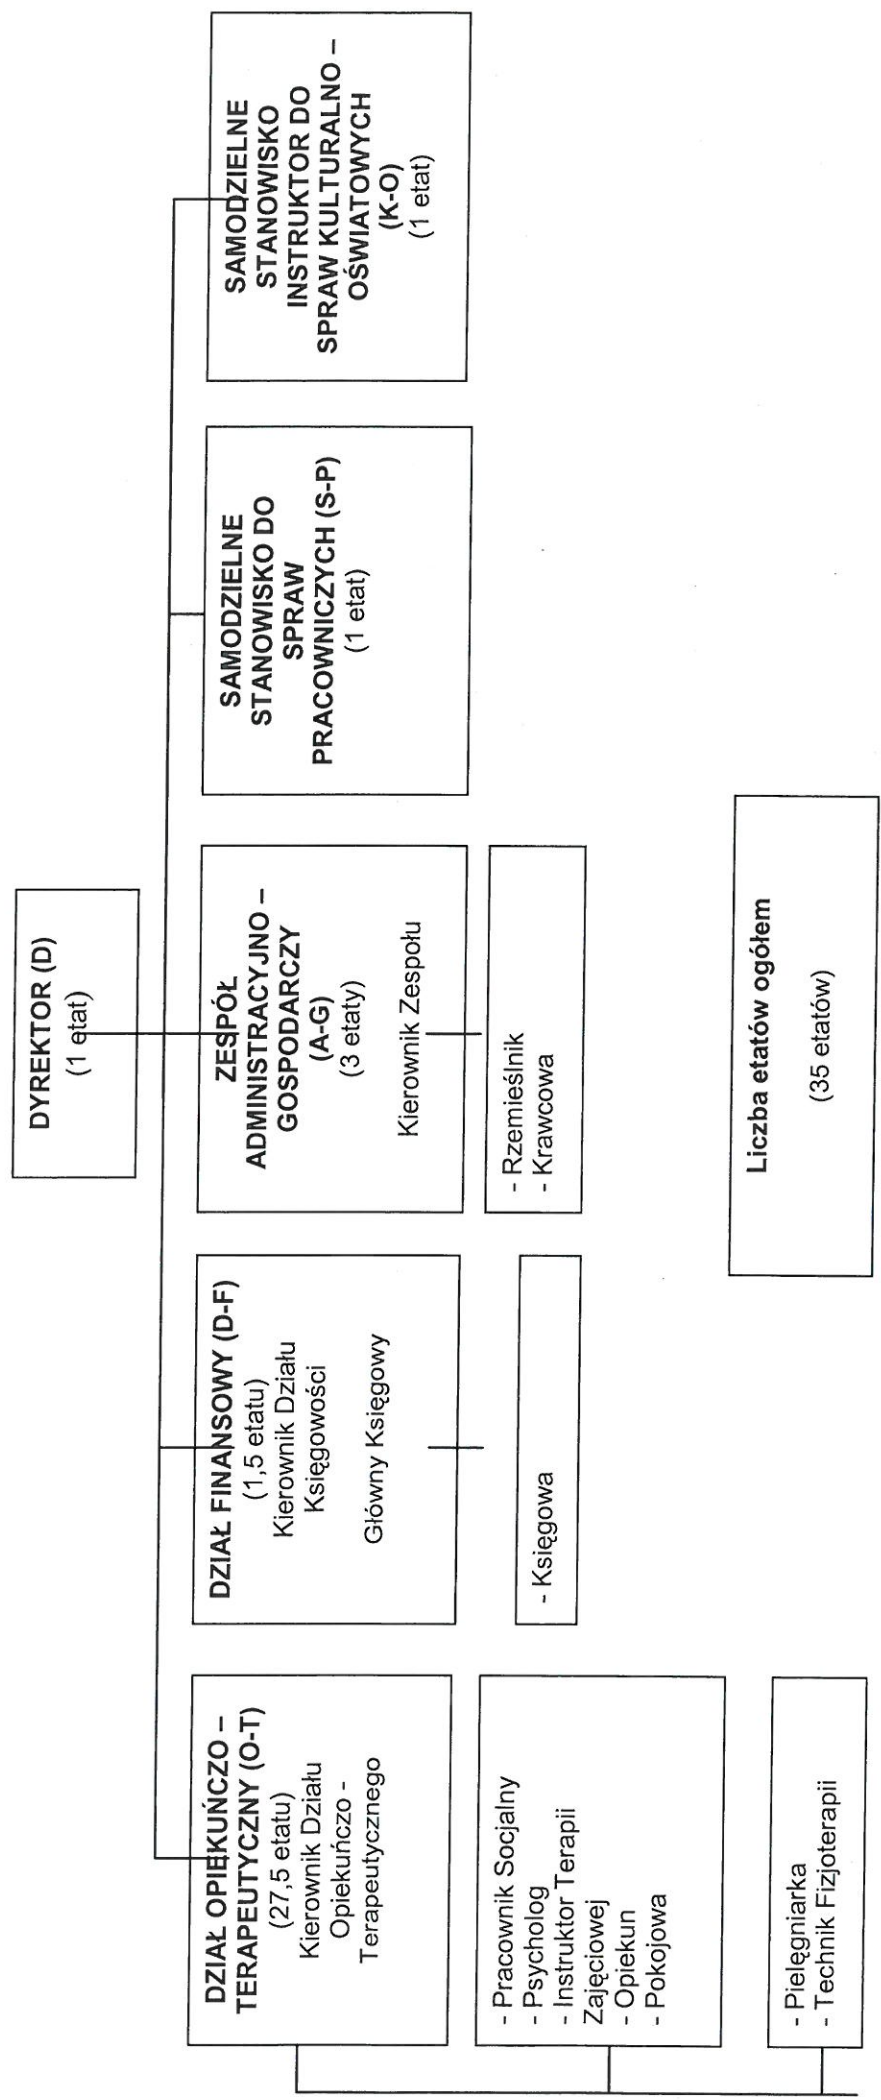 DYREKTOR (D)
(1 etat)
DZIAŁ OPIEKUŃCZO –
TERAPEUTYCZNY (O-T)
(27,5 etatu)
Kierownik Działu
Opiekuńczo -
Terapeutycznego
- Pracownik Socjalny
- Psycholog
- Instruktor Terapii
Zajęciowej
- Opiekun
- Pokojowa
- Pielęgniarka
- Technik Fizjoterapii
DZIAŁ FINANSOWY (D-F)
(1,5 etatu)
Kierownik Działu
Księgowości
Główny Księgowy
- Księgowa
ZESPÓŁ
ADMINISTRACYJNO –
GOSPODARCZY
(A-G)
(3 etaty)
Kierownik Zespołu
- Rzemieślnik
- Krawcowa
SAMODZIELNE
STANOWISKO DO
SPRAW
PRACOWNICZYCH (S-P)
(1 etat)
SAMODZIELNE
STANOWISKO
INSTRUKTOR DO
SPRAW KULTURALNO –
OŚWIATOWYCH
(K-O)
(1 etat)
Liczba etatów ogółem
(35 etatów)